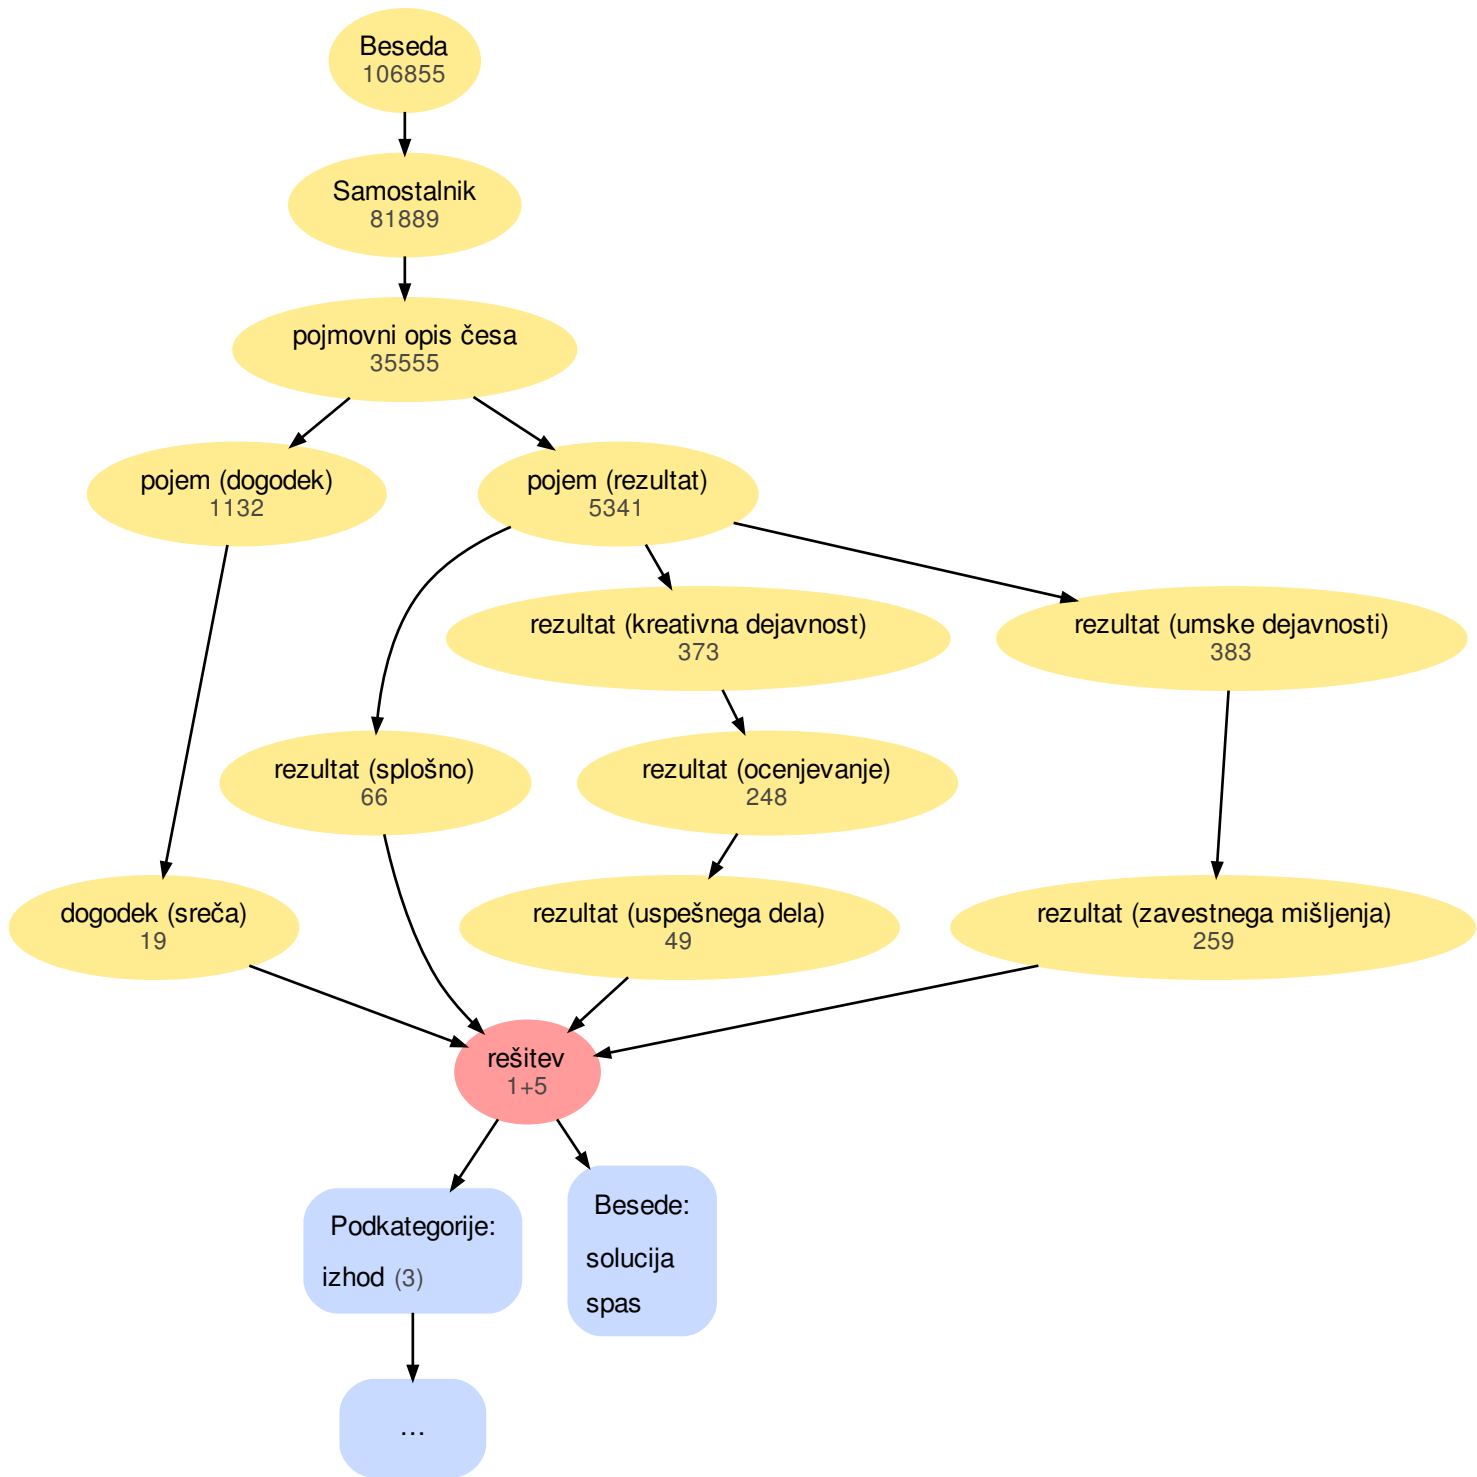 Beseda
106855
Samostalnik
81889
pojmovni opis česa
35555
pojem (dogodek)
1132
pojem (rezultat)
5341
rezultat (kreativna dejavnost)
373
rezultat (umske dejavnosti)
383
rezultat (splošno)
66
rezultat (ocenjevanje)
248
dogodek (sreča)
19
rezultat (uspešnega dela)
49
rezultat (zavestnega mišljenja)
259
rešitev
1+5
Podkategorije:
izhod (3)
Besede:
solucija
spas
...